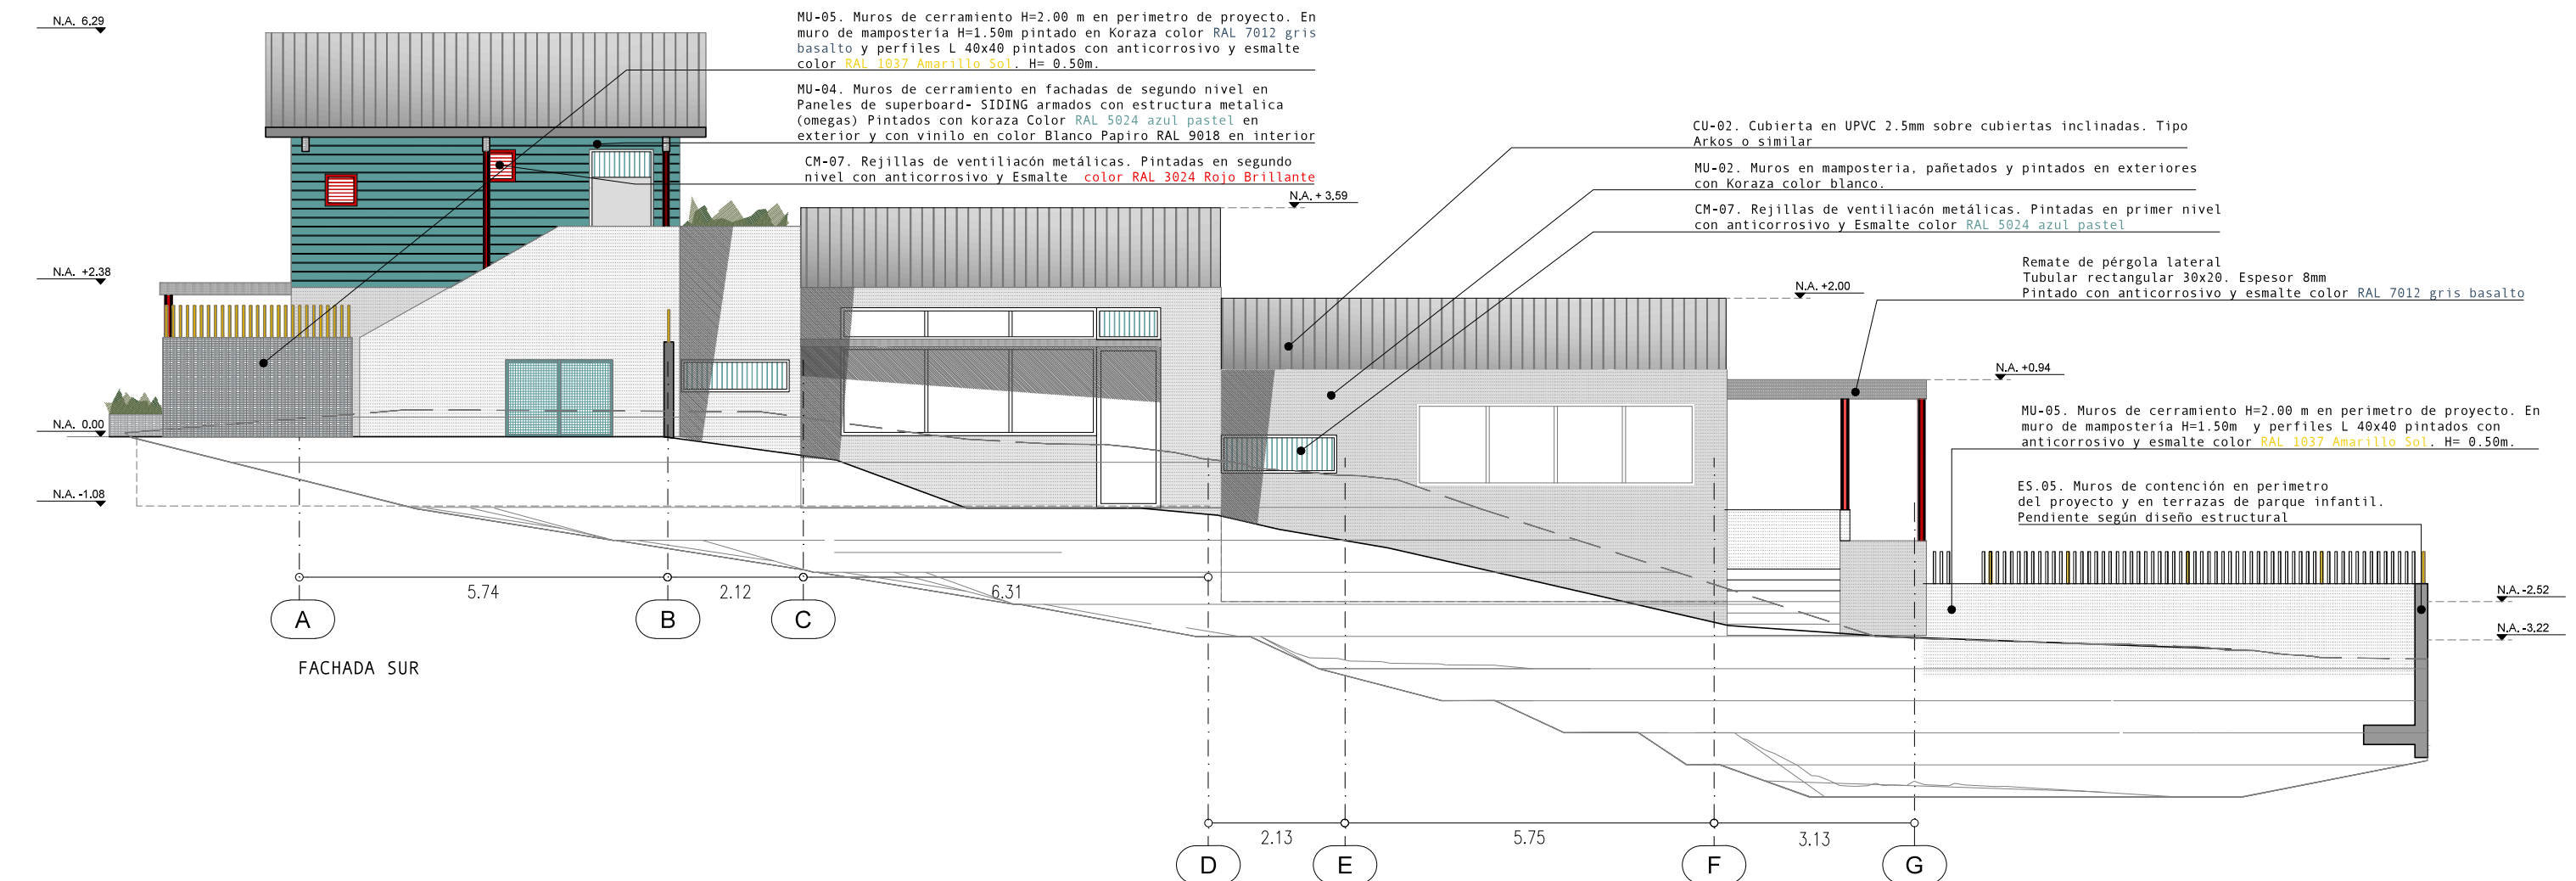 N.A. 6.29
MU-05. Muros de cerramiento H=2.00 m en perimetro de proyecto. En
muro de mampostería H=1.50m pintado en Koraza color RAL 7012 gris
basalto y perfiles L 40x40 pintados con anticorrosivo y esmalte
color RAL 1037 Amarillo Sol. H= 0.50m.
MU-04. Muros de cerramiento en fachadas de segundo nivel en
Paneles de superboard- SIDING armados con estructura metalica
(omegas) Pintados con koraza Color RAL 5024 azul pastel en
exterior y con vinilo en color Blanco Papiro RAL 9018 en interior
CM-07. Rejillas de ventiliacón metálicas. Pintadas en segundo
nivel con anticorrosivo y Esmalte color RAL 3024 Rojo Brillante
CU-02. Cubierta en UPVC 2.5mm sobre cubiertas inclinadas. Tipo
Arkos o similar
MU-02. Muros en mamposteria, pañetados y pintados en exteriores
con Koraza color blanco.
CM-07. Rejillas de ventiliacón metálicas. Pintadas en primer nivel
con anticorrosivo y Esmalte color RAL 5024 azul pastel
N.A. + 3.59
Remate de pérgola lateral
Tubular rectangular 30x20. Espesor 8mm
Pintado con anticorrosivo y esmalte color RAL 7012 gris basalto
N.A. +2.38
N.A. +2.00
N.A. +0.94
MU-05. Muros de cerramiento H=2.00 m en perimetro de proyecto. En
muro de mampostería H=1.50m y perfiles L 40x40 pintados con
anticorrosivo y esmalte color RAL 1037 Amarillo Sol. H= 0.50m.
N.A. 0.00
N.A. -1.08
ES.05. Muros de contención en perimetro
del proyecto y en terrazas de parque infantil.
Pendiente según diseño estructural
N.A. -2.52
N.A. -3.22
5.74
2.12
6.31
A
B
C
FACHADA SUR
2.13
5.75
3.13
D
E
F
G